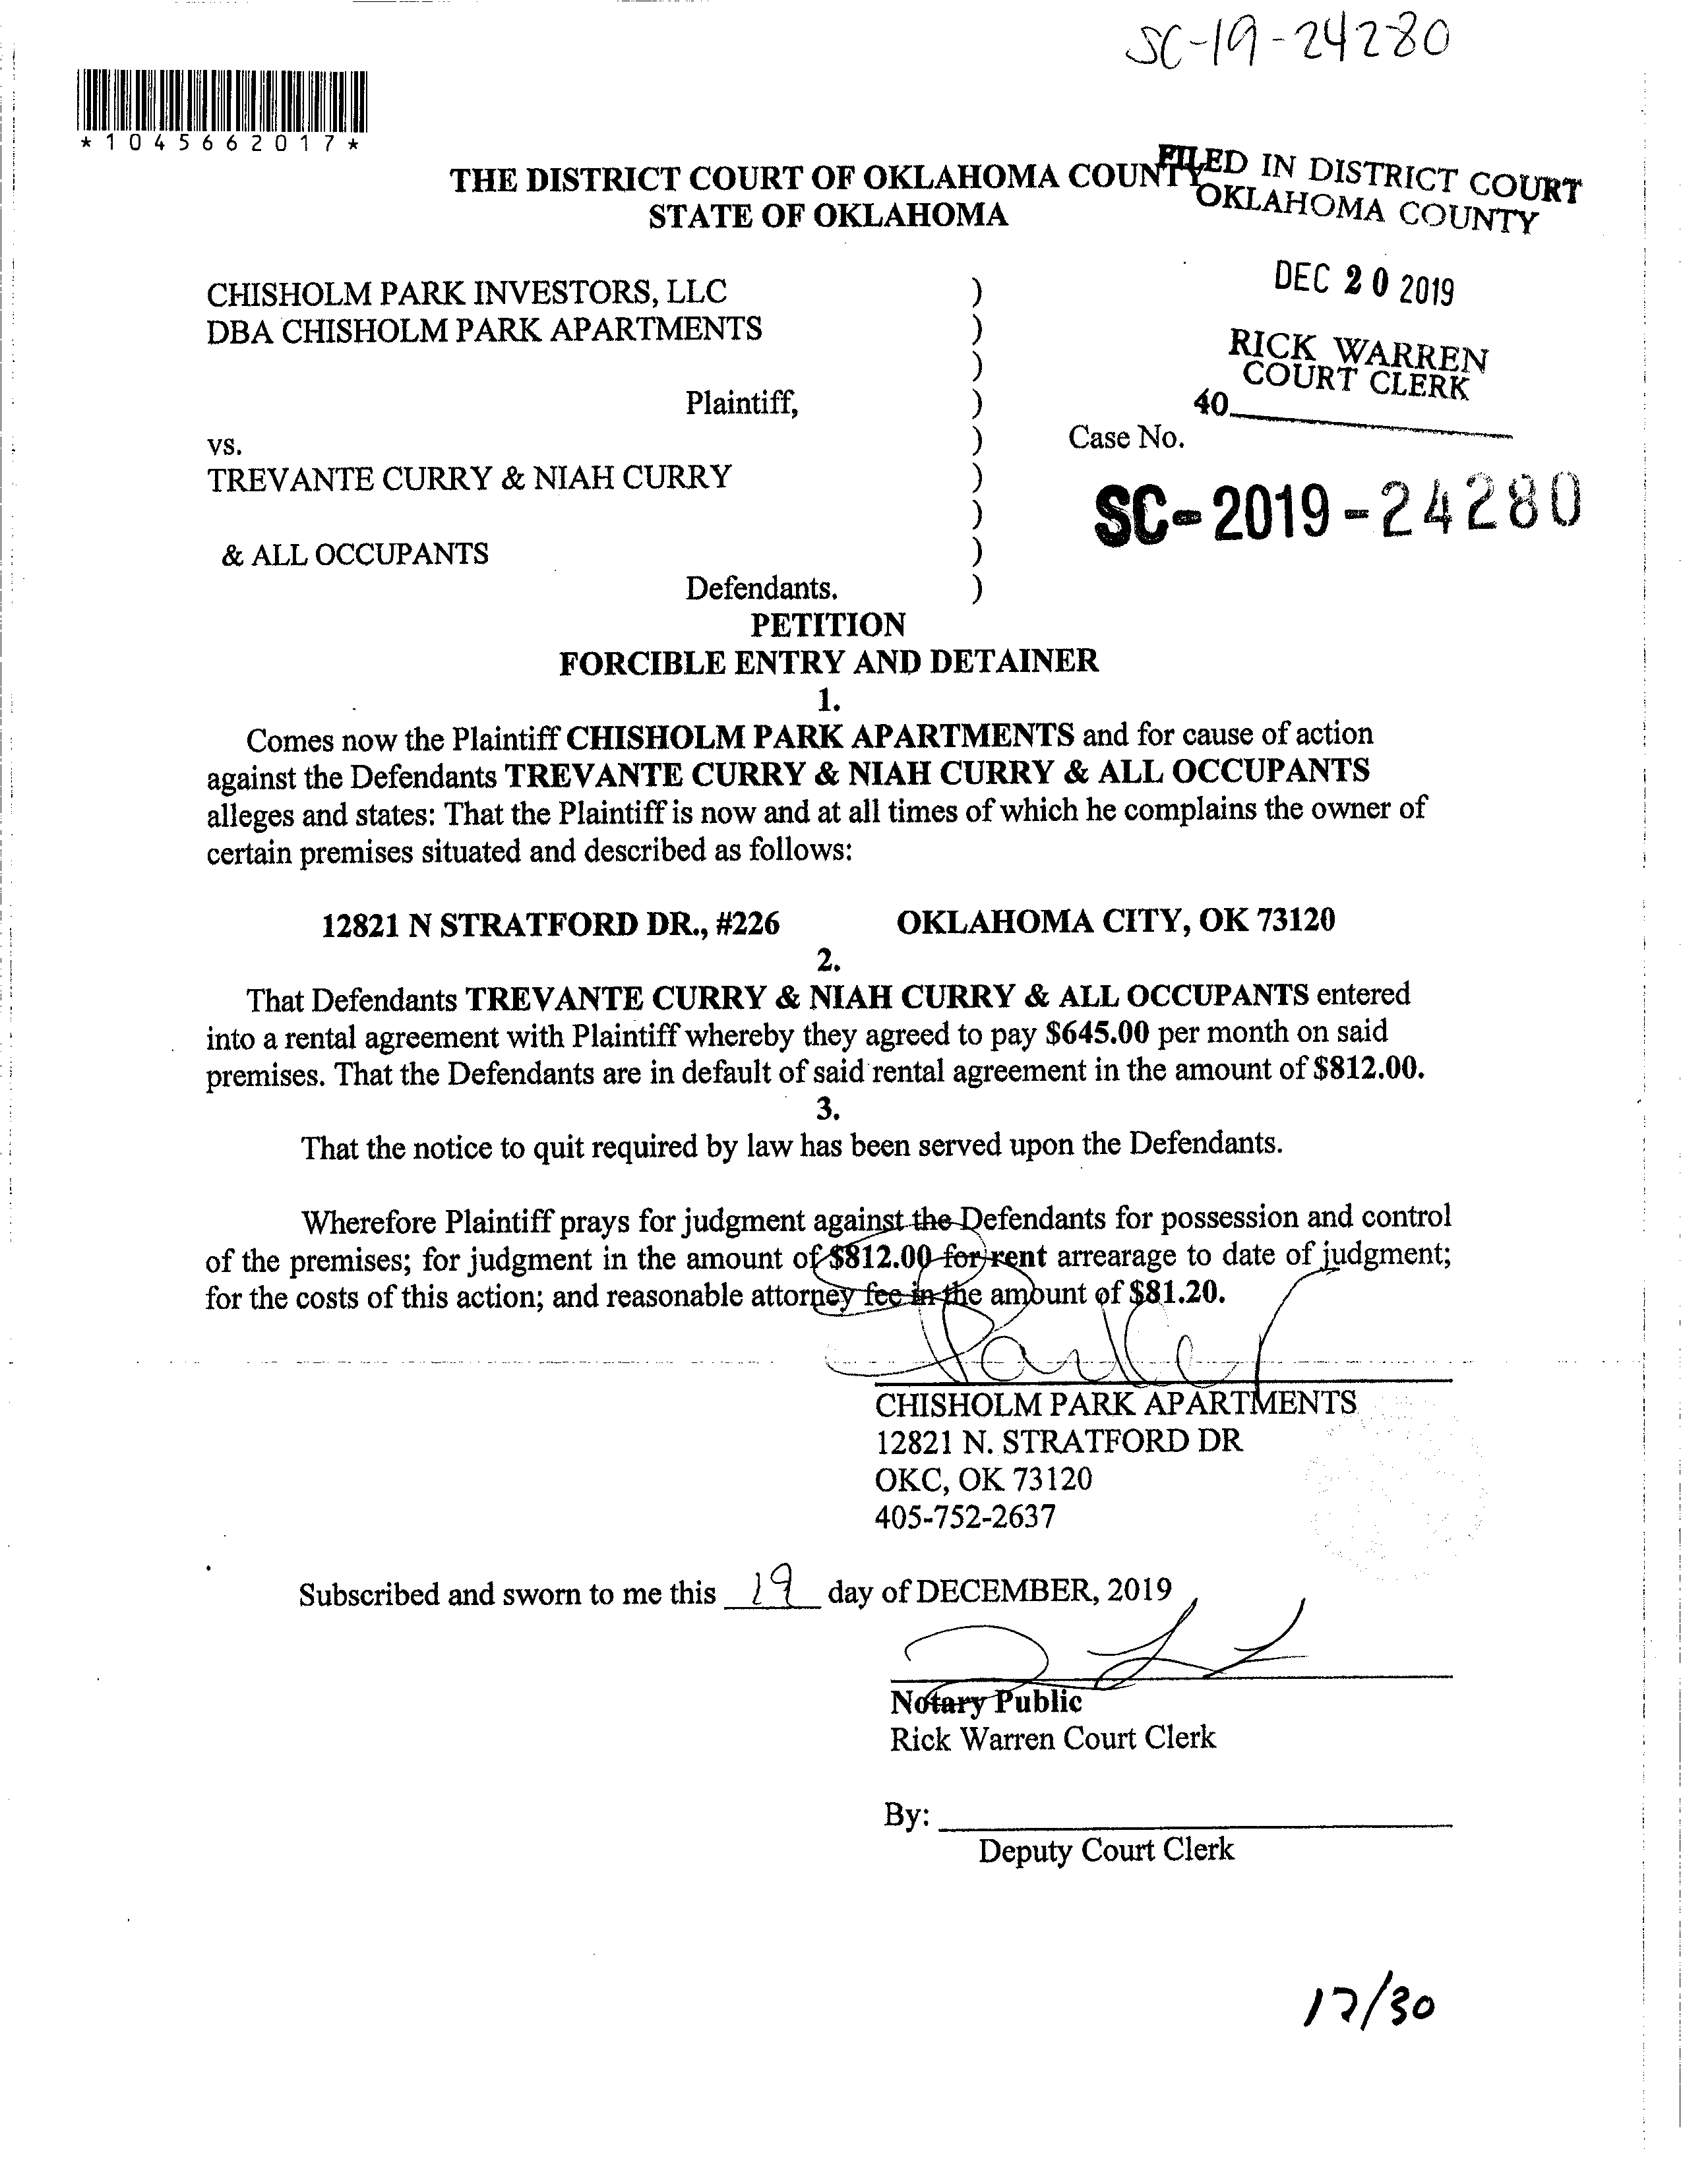 SC-19-24280
*1045662017*
THE DISTRICT COURT OF OKLAHOMA COUNTY
STATE OF OKLAHOMA
FILED IN DISTRICT COURT
OKLAHOMA COUNTY
DEC 20 2019
RICK WARREN
COURT CLERK
40
CHISHOLM PARK INVESTORS, LLC )
DBA CHISHOLM PARK APARTMENTS )
)
Plaintiff, )
vs. ) Case No.
TREVANTE CURRY & NIAH CURRY )
) SC-2019-24280
& ALL OCCUPANTS )
Defendants. )
PETITION
FORCIBLE ENTRY AND DETAINER
1.
Comes now the Plaintiff CHISHOLM PARK APARTMENTS and for cause of action
against the Defendants TREVANTE CURRY & NIAH CURRY & ALL OCCUPANTS
alleges and states: That the Plaintiff is now and at all times of which he complains the owner of
certain premises situated and described as follows:
12821 N STRATFORD DR., #226 OKLAHOMA CITY, OK 73120
2.
That Defendants TREVANTE CURRY & NIAH CURRY & ALL OCCUPANTS entered
into a rental agreement with Plaintiff whereby they agreed to pay $645.00 per month on said
premises. That the Defendants are in default of said rental agreement in the amount of $812.00.
3.
That the notice to quit required by law has been served upon the Defendants.
Wherefore Plaintiff prays for judgment against the Defendants for possession and control
of the premises; for judgment in the amount of $812.00 for rent arrearage to date of judgment;
for the costs of this action; and reasonable attorney fee in the amount of $81.20.
CHISHOLM PARK APARTMENTS
12821 N. STRATFORD DR
OKC, OK 73120
405-752-2637
Subscribed and sworn to me this 19 day of DECEMBER, 2019
Notary Public
Rick Warren Court Clerk
By:
Deputy Court Clerk
12/30